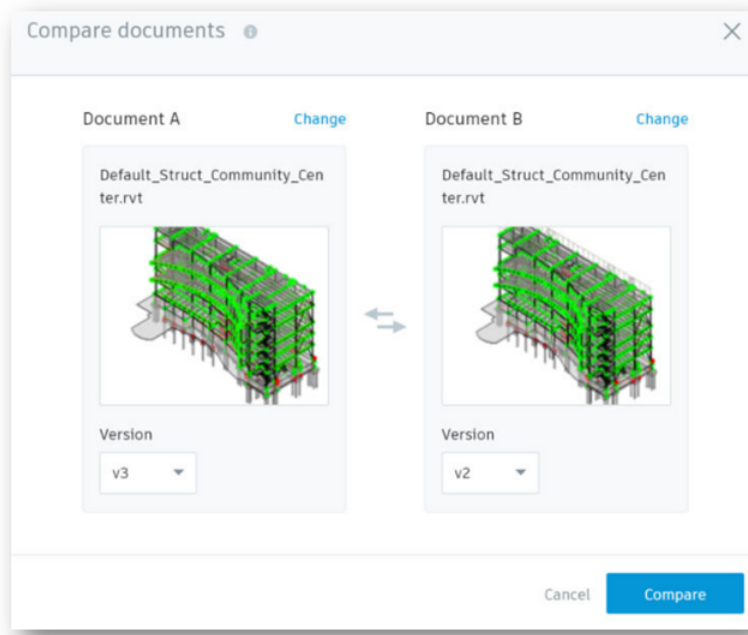 Compare documents
Document A
Change
Document B
Change
Default_Struct_Community_Cen
ter.rvt
Default_Struct_Community_Cen
ter.rvt
Version
v3
Version
v2
Cancel
Compare